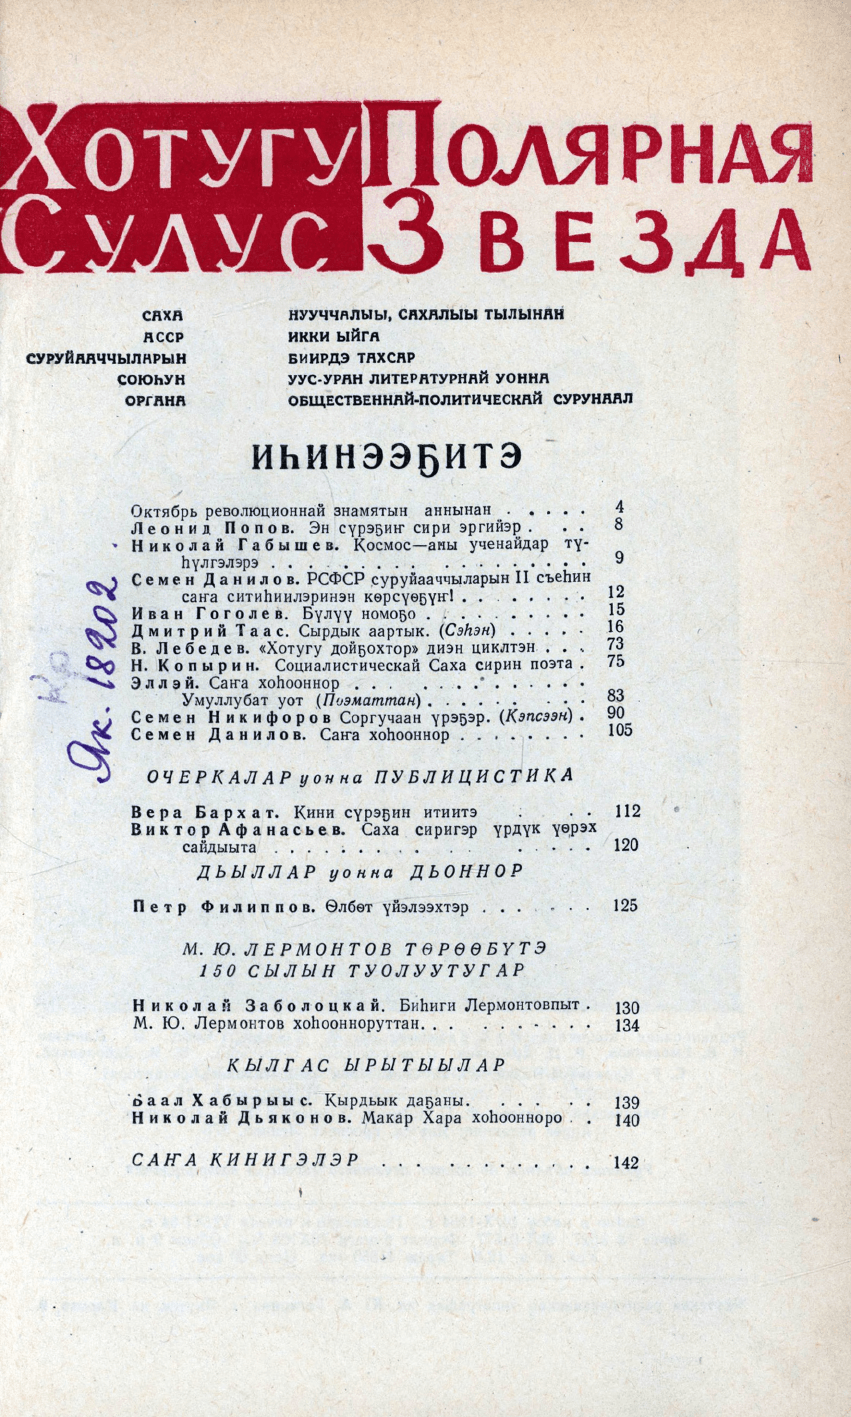 ХОТУГУ ПОЛЯРНАЯ
СУЛУС ЗВЕЗДА
САХА
АССР
СУРУЙААЧЧЫЛАРЫН
СОЮҺУН
ОРГАНА
НУУЧЧАЛЫЫ, САХАЛЫЫ ТЫЛЫНАН
ИККИ ЫЙГА
БИИРДЭ ТАХСАР
УУС-УРАН ЛИТЕРАТУРНАЙ УОННА
ОБЩЕСТВЕННАЙ-ПОЛИТИЧЕСКАЙ СУРУНААЛ
ИҺИНЭЭҔИТЭ
Октябрь революционнай знамятын аннынан . . . . . 4
Леонид Попов. Эн сүрэҕиҥ сири эргийэр . . . 8
Николай Габышев. Космос—аны ученайдар тү-
һүлгэлэрэ . . . . . . . . . . . . . . . . 9
Семен Данилов. РСФСР суруйааччыларын II съеһин
саҥа ситиһиилэринэн көрсүөҕүҥ! . . . . . . . . 12
Иван Гоголев. Бүлүү номоҕо . . . . . . . . . . 15
Дмитрий Таас. Сырдык аартык. (Сэһэн) . . . . . 16
В. Лебедев. «Хотугу дойҕохтор» диэн циклтэн . . . 73
Н. Копырин. Социалистическай Саха сирин поэта . 75
Эллэй. Саҥа хоһооннор . . . . . . . . . . . . .
Умуллубат уот (Поэматтан) . . . . . . . . . 83
Семен Никифоров Соргучаан үрэҕэр. (Кэпсээн) . 90
Семен Данилов. Саҥа хоһооннор . . . . . . . . 105
ОЧЕРКАЛАР уонна ПУБЛИЦИСТИКА
Вера Бархат. Кини сүрэҕин итиитэ . . . 112
Виктор Афанасьев. Саха сиригэр үрдүк үөрэх
сайдыыта . . . . . . . . . . . . . . . 120
ДЬЫЛЛАР уонна ДЬОННОР
Петр Филиппов. Өлбөт үйэлээхтэр . . . . . . . 125
М. Ю. ЛЕРМОНТОВ ТӨРӨӨБҮТЭ
150 СЫЛЫН ТУОЛУУТУГАР
Николай Заболоцкай. Биһиги Лермонтовпыт . 130
М. Ю. Лермонтов хоһоонноруттан. . . . . . . . . 134
КЫЛГАС ЫРЫТЫЫЛАР
Баал Хабырыыс. Кырдьык даҕаны. . . . . . 139
Николай Дьяконов. Макар Хара хоһоонноро . . 140
САҤА КИНИГЭЛЭР . . . . . . . . . . . . . 142
Як. 18202